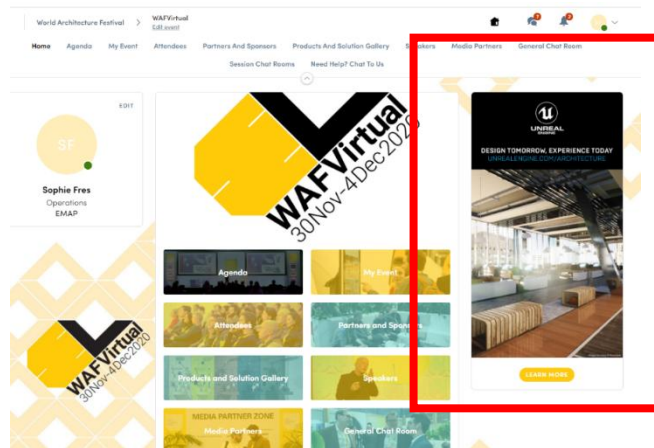 World Architecture Festival > WAFVirtual
Edit event
Home Agenda My Event Attendees Partners And Sponsors Products And Solution Gallery Speakers Media Partners General Chat Room
Session Chat Rooms Need Help? Chat To Us
EDIT
SF
Sophie Fres
Operations
EMAP
WAFVirtual
30Nov-4Dec2020
WAFVirtual
30Nov-4Dec2020
Agenda
My Event
Attendees
Partners and Sponsors
Products and Solution Gallery
Speakers
MEDIA PARTNER ZONE
Media Partners
General Chat Room
UNREAL
ENGINE
DESIGN TOMORROW, EXPERIENCE TODAY
UNREALENGINE.COM/ARCHITECTURE
LEARN MORE